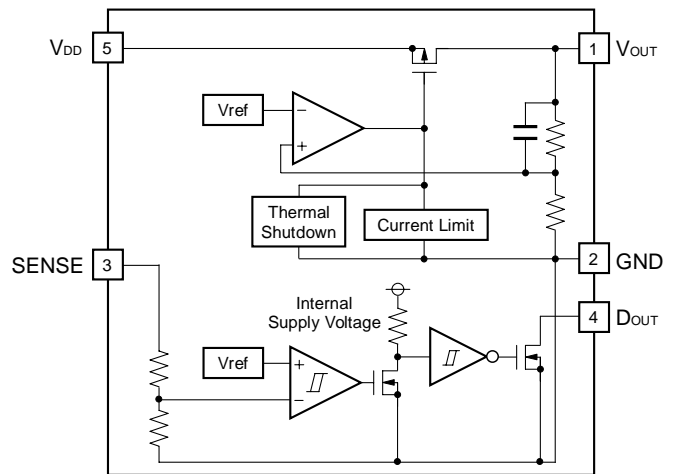 VDD
5
1
VOUT
Vref
−
+
Thermal
Shutdown
Current Limit
SENSE
3
2
GND
Internal
Supply Voltage
4
DOUT
Vref
+
−